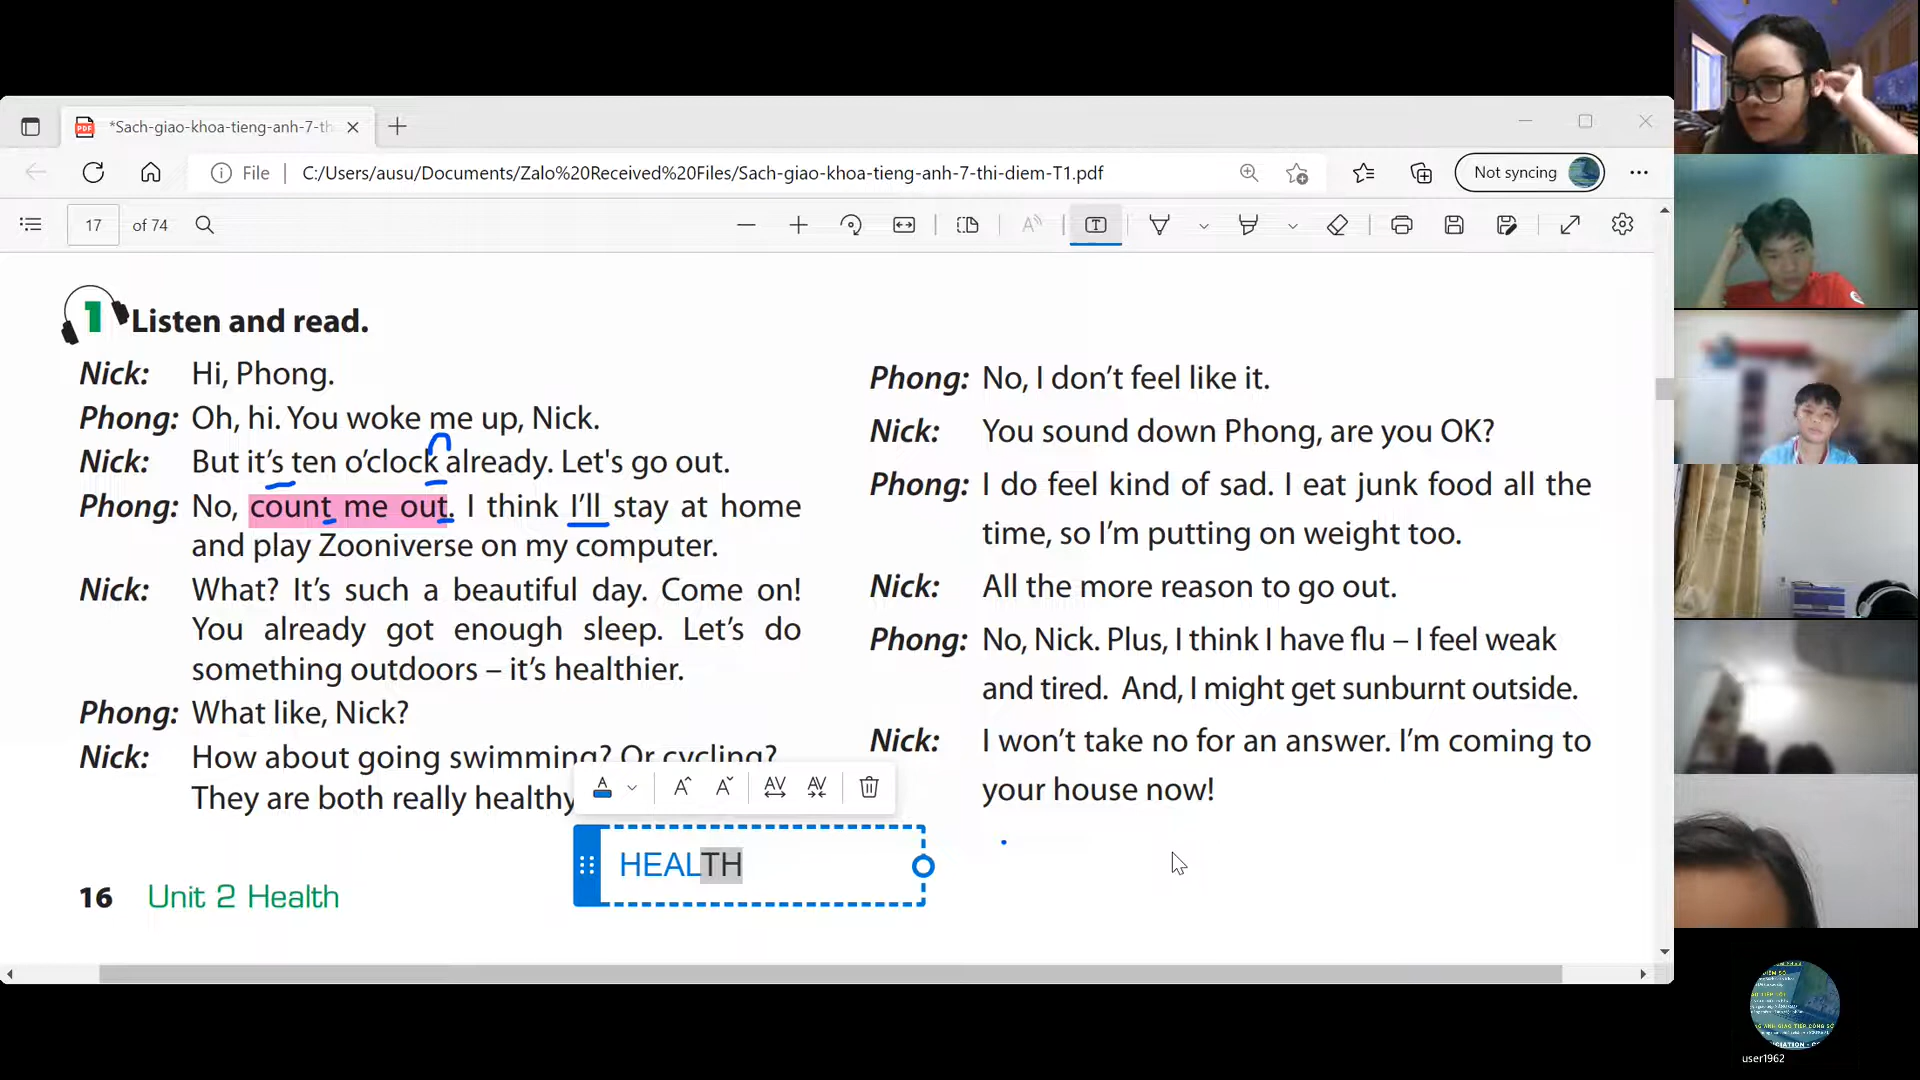 *Sach-giao-khoa-tieng-anh-7-th
File
C:/Users/ausu/Documents/Zalo%20Received%20Files/Sach-giao-khoa-tieng-anh-7-thi-diem-T1.pdf
Not syncing
17 of 74
1 Listen and read.
Nick: Hi, Phong.
Phong: Oh, hi. You woke me up, Nick.
Nick: But it's ten o'clock already. Let's go out.
Phong: No, count me out. I think I'll stay at home
and play Zooniverse on my computer.
Nick: What? It's such a beautiful day. Come on!
You already got enough sleep. Let's do
something outdoors – it's healthier.
Phong: What like, Nick?
Nick: How about going swimming? Or cycling?
They are both really healthy
Phong: No, I don't feel like it.
Nick: You sound down Phong, are you OK?
Phong: I do feel kind of sad. I eat junk food all the
time, so I'm putting on weight too.
Nick: All the more reason to go out.
Phong: No, Nick. Plus, I think I have flu – I feel weak
and tired. And, I might get sunburnt outside.
Nick: I won't take no for an answer. I'm coming to
your house now!
HEALTH
16 Unit 2 Health
user1962